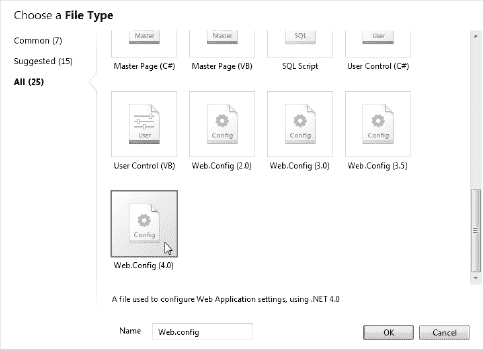 Choose a File Type
Common (7)
Suggested (15)
All (25)
Master
Master
SQL
User
Master Page (C#)
Master Page (VB)
SQL Script
User Control (C#)
User
Config
Config
Config
User Control (VB)
Web.Config (2.0)
Web.Config (3.0)
Web.Config (3.5)
Config
Web.Config (4.0)
A file used to configure Web Application settings, using .NET 4.0
Name
Web.config
OK
Cancel